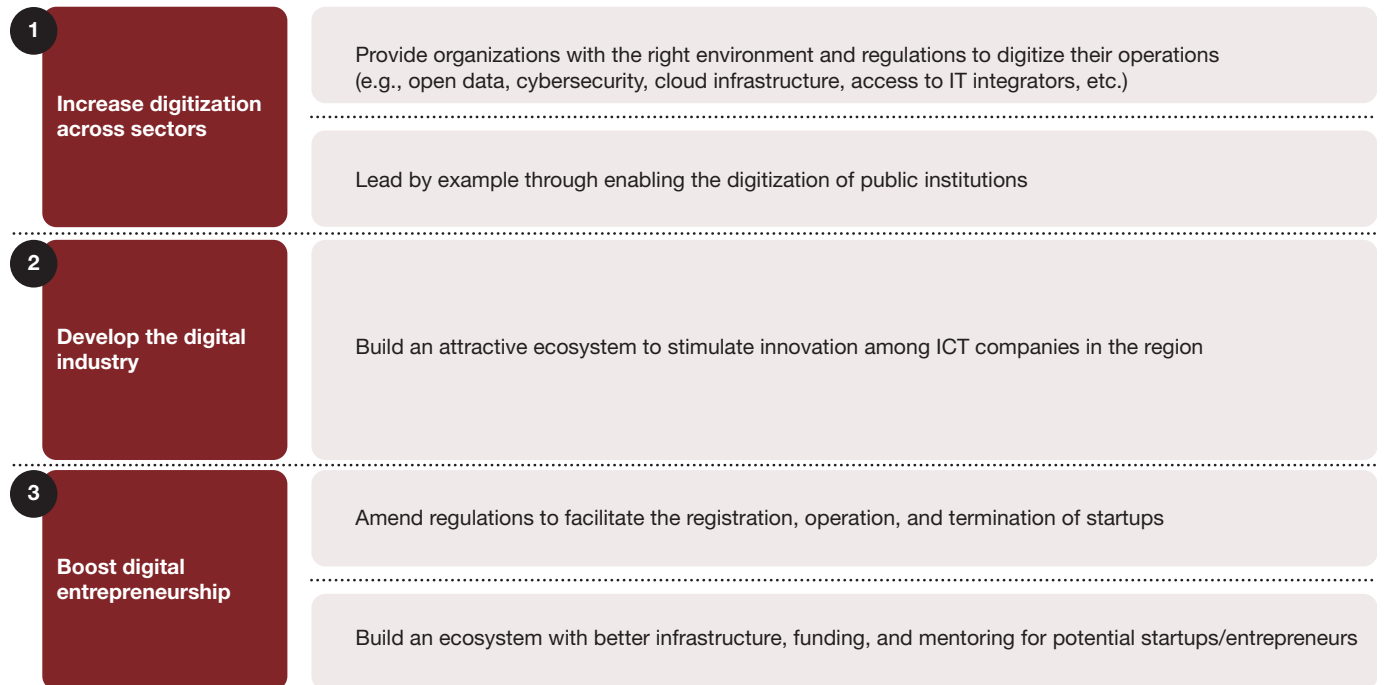 1
Increase digitization
across sectors
Provide organizations with the right environment and regulations to digitize their operations
(e.g., open data, cybersecurity, cloud infrastructure, access to IT integrators, etc.)
Lead by example through enabling the digitization of public institutions
2
Develop the digital
industry
Build an attractive ecosystem to stimulate innovation among ICT companies in the region
3
Boost digital
entrepreneurship
Amend regulations to facilitate the registration, operation, and termination of startups
Build an ecosystem with better infrastructure, funding, and mentoring for potential startups/entrepreneurs